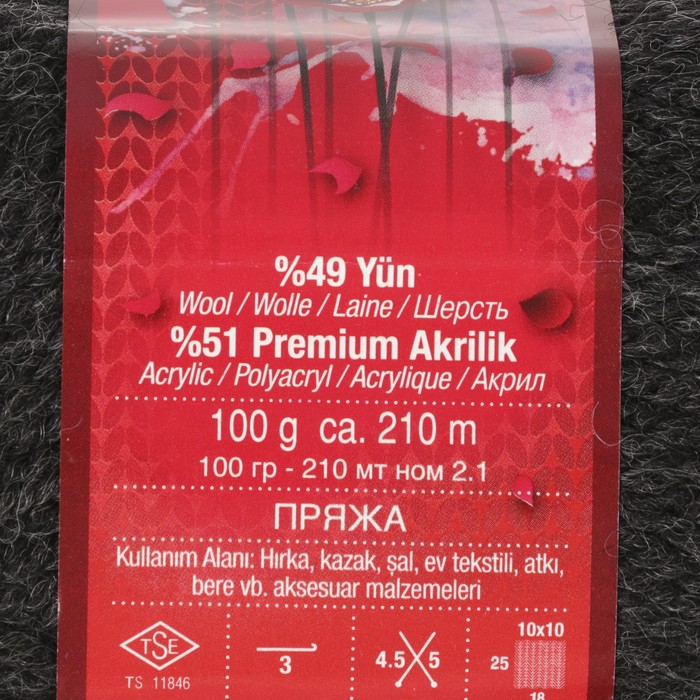 %49 Yün
Wool / Wolle / Laine / Шерсть
%51 Premium Akrilik
Acrylic / Polyacryl / Acrylique / Акрил
100 g ca. 210 m
100 гр - 210 мт ном 2.1
ПРЯЖА
Kullanım Alanı: Hırka, kazak, şal, ev tekstili, atkı,
bere vb. aksesuar malzemeleri
TSE
TS 11846
3
4.5 5
10x10
25
18